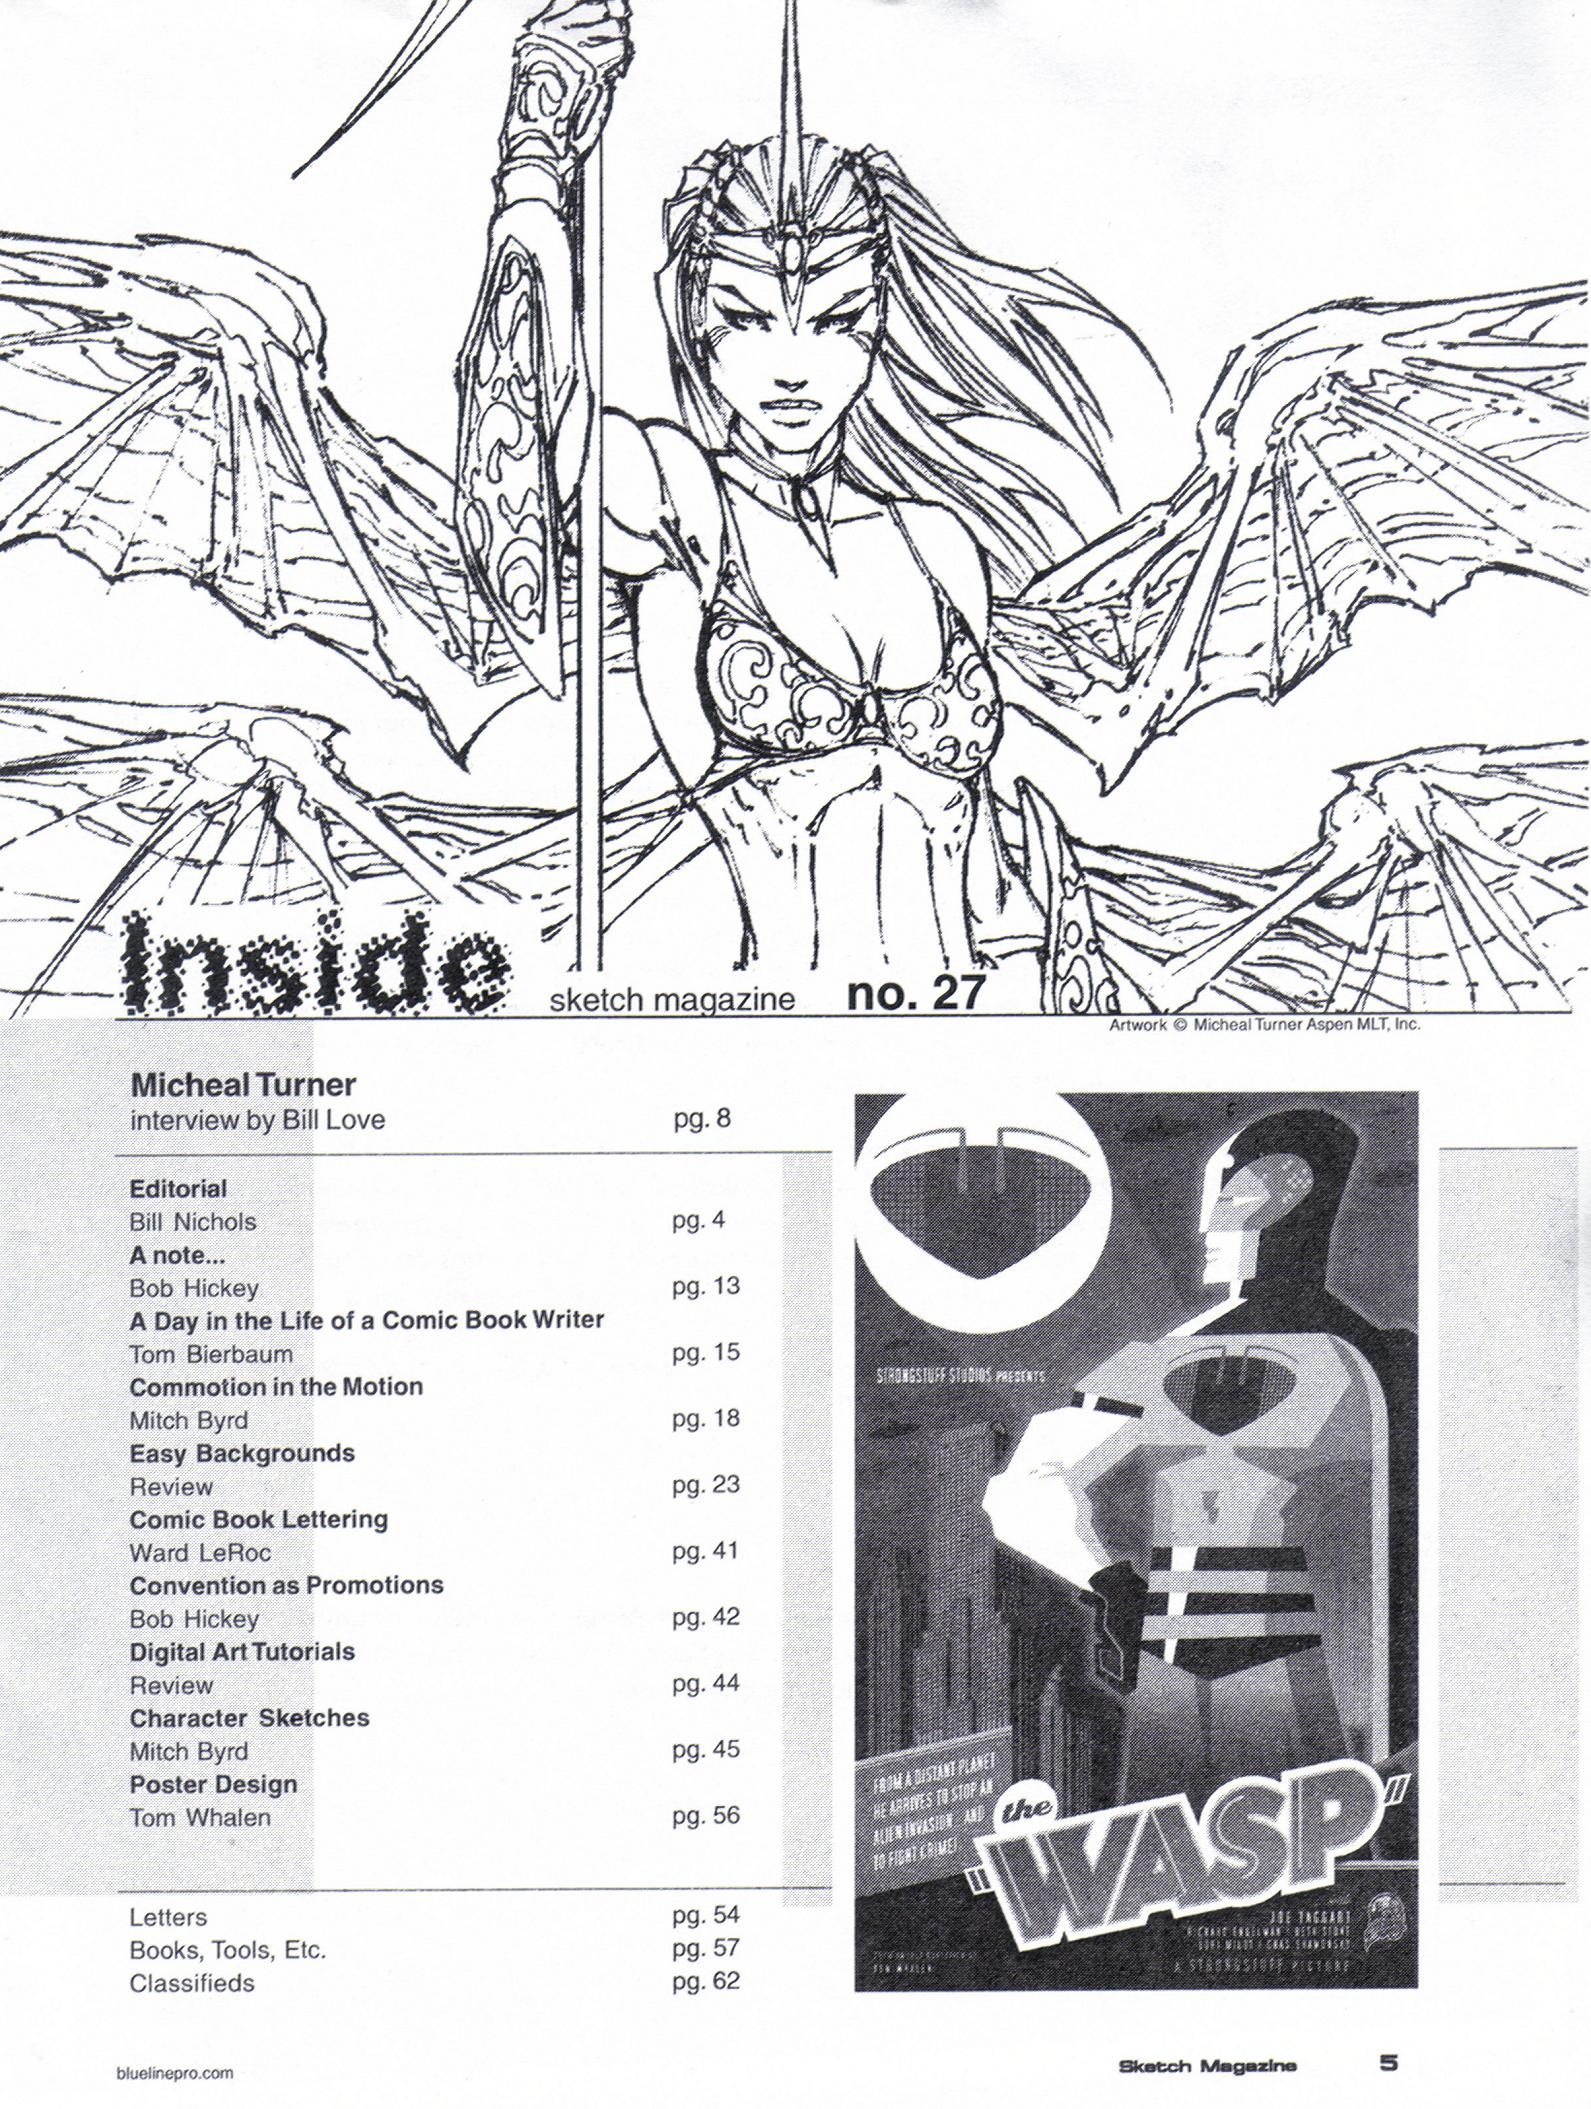 Inside
sketch magazine no. 27
Artwork © Micheal Turner Aspen MLT, Inc.
Micheal Turner
interview by Bill Love pg. 8
Editorial
Bill Nichols pg. 4
A note...
Bob Hickey pg. 13
A Day in the Life of a Comic Book Writer
Tom Bierbaum pg. 15
Commotion in the Motion
Mitch Byrd pg. 18
Easy Backgrounds
Review pg. 23
Comic Book Lettering
Ward LeRoc pg. 41
Convention as Promotions
Bob Hickey pg. 42
Digital Art Tutorials
Review pg. 44
Character Sketches
Mitch Byrd pg. 45
Poster Design
Tom Whalen pg. 56
Letters pg. 54
Books, Tools, Etc. pg. 57
Classifieds pg. 62
STRONGSTUFF STUDIOS PRESENTS
FROM A DISTANT PLANET
HE ARRIVES TO STOP AN
ALIEN INVASION AND
TO FIGHT CRIME!
the
"WASP"
JOE TAGGART
A STRONGSTUFF PICTURE
TOM WHALEN
bluelinepro.com
Sketch Magazine 5